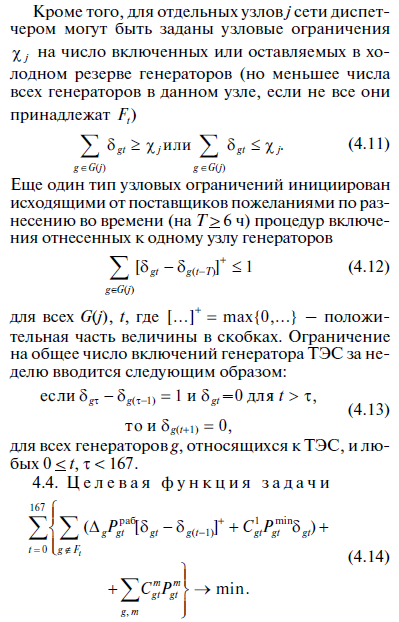 Кроме того, для отдельных узлов j сети диспет-
чером могут быть заданы узловые ограничения
χ_j на число включенных или оставляемых в хо-
лодном резерве генераторов (но меньшее числа
всех генераторов в данном узле, если не все они
принадлежат F_t)
∑_{g∈G(j)} δ_{gt} ≥ χ_j или ∑_{g∈G(j)} δ_{gt} ≤ χ_j. (4.11)
Еще один тип узловых ограничений инициирован
исходящими от поставщиков пожеланиями по раз-
несению во времени (на T ≥ 6 ч) процедур включе-
ния отнесенных к одному узлу генераторов
∑_{g∈G(j)} [δ_{gt} − δ_{g(t−T)}]^+ ≤ 1 (4.12)
для всех G(j), t, где […]^+ = max{0,…} − положи-
тельная часть величины в скобках. Ограничение
на общее число включений генератора ТЭС за не-
делю вводится следующим образом:
если δ_{gτ} − δ_{g(τ−1)} = 1 и δ_{gt} = 0 для t > τ,
то и δ_{g(t+1)} = 0, (4.13)
для всех генераторов g, относящихся к ТЭС, и лю-
бых 0 ≤ t, τ < 167.
4.4. Целевая функция задачи
∑_{t=0}^{167} { ∑_{g∉F_t} (Δ_g P_{gt}^{раб} [δ_{gt} − δ_{g(t−1)}]^+ + C_{gt}^1 P_{gt}^{min} δ_{gt}) +
+ ∑_{g,m} C_{gt}^m P_{gt}^m } → min. (4.14)